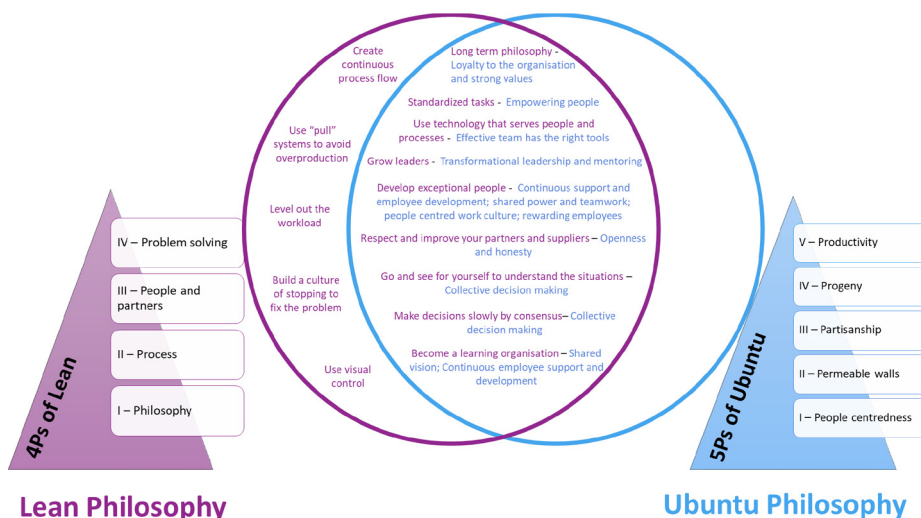 Create
continuous
process flow
Use “pull”
systems to avoid
overproduction
Level out the
workload
Build a culture
of stopping to
fix the problem
Use visual
control
Long term philosophy -
Loyalty to the organisation
and strong values
Standardized tasks - Empowering people
Use technology that serves people and
processes - Effective team has the right tools
Grow leaders - Transformational leadership and mentoring
Develop exceptional people - Continuous support and
employee development; shared power and teamwork;
people centred work culture; rewarding employees
Respect and improve your partners and suppliers – Openness
and honesty
Go and see for yourself to understand the situations –
Collective decision making
Make decisions slowly by consensus– Collective
decision making
Become a learning organisation – Shared
vision; Continuous employee support and
development
4Ps of Lean
IV – Problem solving
III – People and
partners
II – Process
I – Philosophy
Lean Philosophy
5Ps of Ubuntu
V – Productivity
IV – Progeny
III – Partisanship
II – Permeable walls
I – People centredness
Ubuntu Philosophy